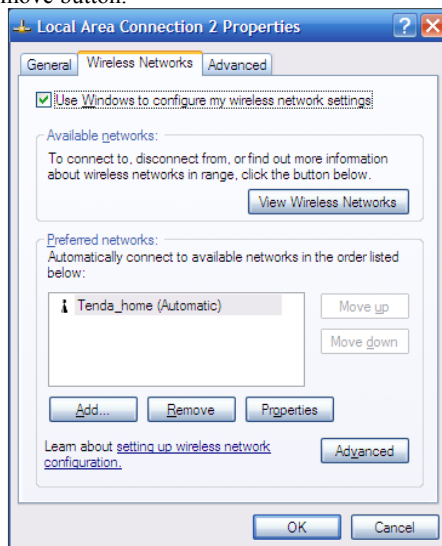 move button.
Local Area Connection 2 Properties
General Wireless Networks Advanced
Use Windows to configure my wireless network settings
Available networks:
To connect to, disconnect from, or find out more information
about wireless networks in range, click the button below.
View Wireless Networks
Preferred networks:
Automatically connect to available networks in the order listed
below:
Tenda_home (Automatic)
Move up
Move down
Add... Remove Properties
Learn about setting up wireless network
configuration.
Advanced
OK Cancel